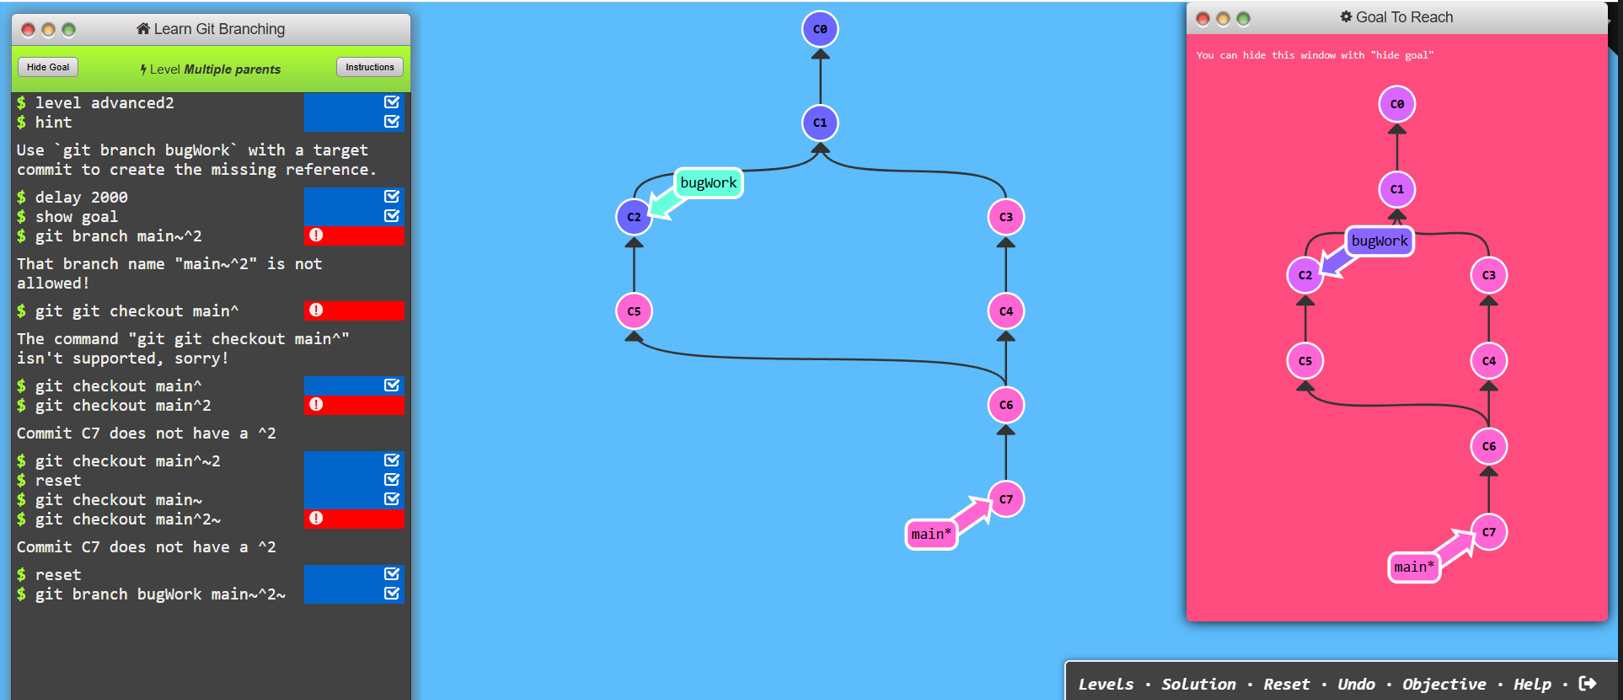 Learn Git Branching
Hide Goal
Level Multiple parents
Instructions
$ level advanced2
$ hint
Use `git branch bugWork` with a target
commit to create the missing reference.
$ delay 2000
$ show goal
$ git branch main~^2
That branch name "main~^2" is not
allowed!
$ git git checkout main^
The command "git git checkout main^"
isn't supported, sorry!
$ git checkout main^
$ git checkout main^2
Commit C7 does not have a ^2
$ git checkout main^~2
$ reset
$ git checkout main~
$ git checkout main^2~
Commit C7 does not have a ^2
$ reset
$ git branch bugWork main~^2~
C0
C1
bugWork
C2
C3
C5
C4
C6
C7
main*
Goal To Reach
You can hide this window with "hide goal"
C0
C1
bugWork
C2
C3
C5
C4
C6
C7
main*
Levels · Solution · Reset · Undo · Objective · Help ·